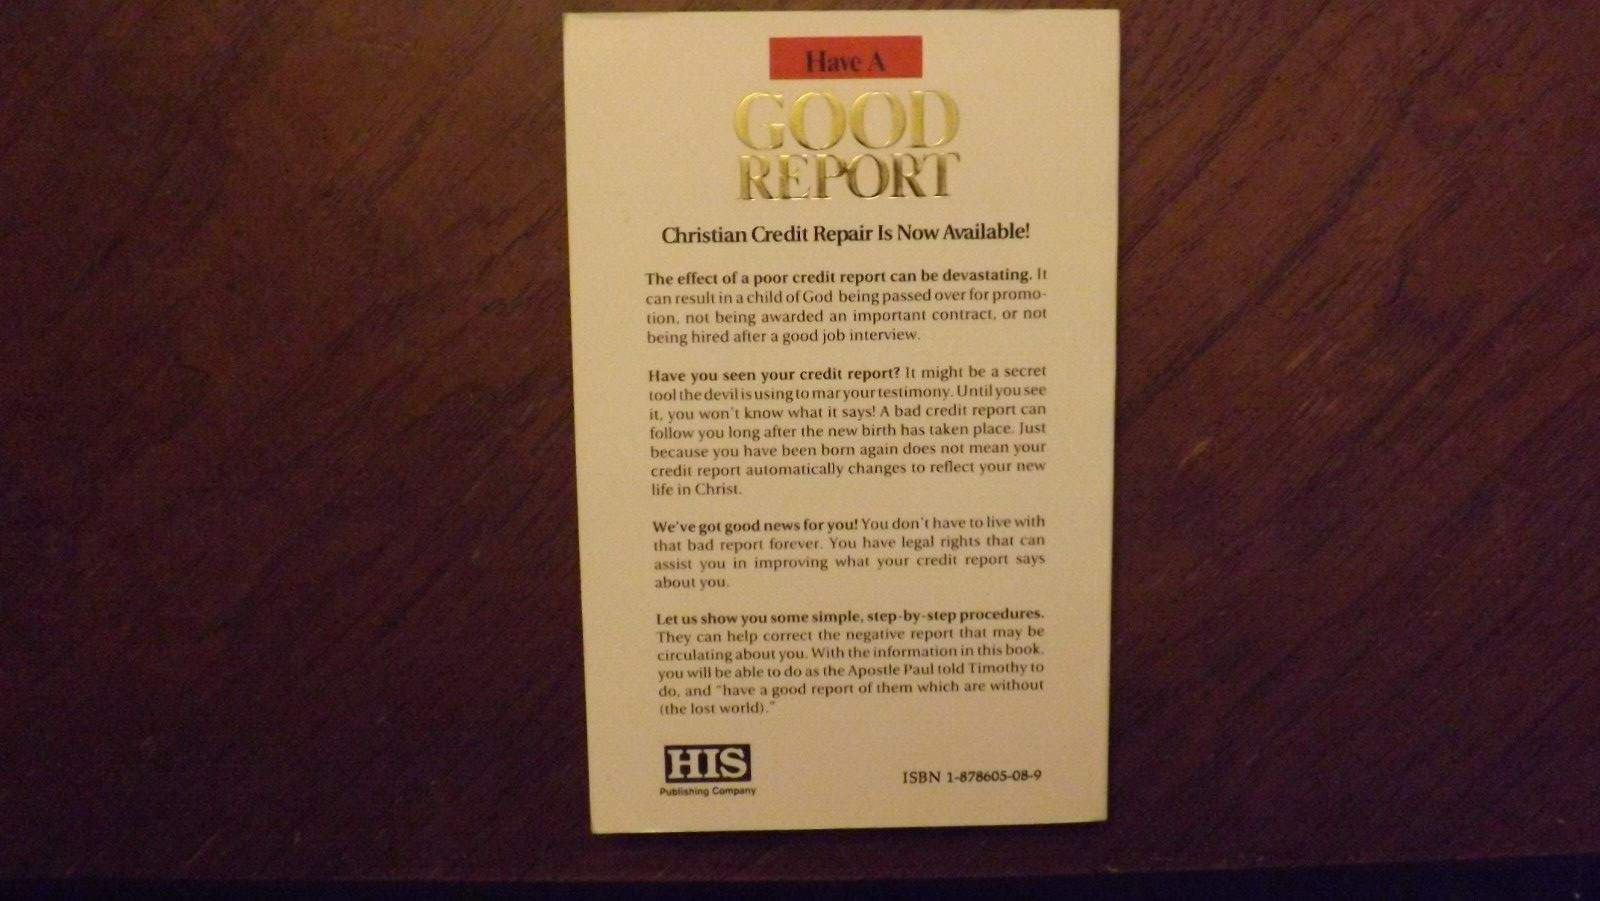 Have A
GOOD
REPORT
Christian Credit Repair Is Now Available!
The effect of a poor credit report can be devastating. It
can result in a child of God being passed over for promo-
tion, not being awarded an important contract, or not
being hired after a good job interview.
Have you seen your credit report? It might be a secret
tool the devil is using to mar your testimony. Until you see
it, you won't know what it says! A bad credit report can
follow you long after the new birth has taken place. Just
because you have been born again does not mean your
credit report automatically changes to reflect your new
life in Christ.
We've got good news for you! You don't have to live with
that bad report forever. You have legal rights that can
assist you in improving what your credit report says
about you.
Let us show you some simple, step-by-step procedures.
They can help correct the negative report that may be
circulating about you. With the information in this book,
you will be able to do as the Apostle Paul told Timothy to
do, and "have a good report of them which are without
(the lost world)."
HIS
Publishing Company
ISBN 1-878605-08-9